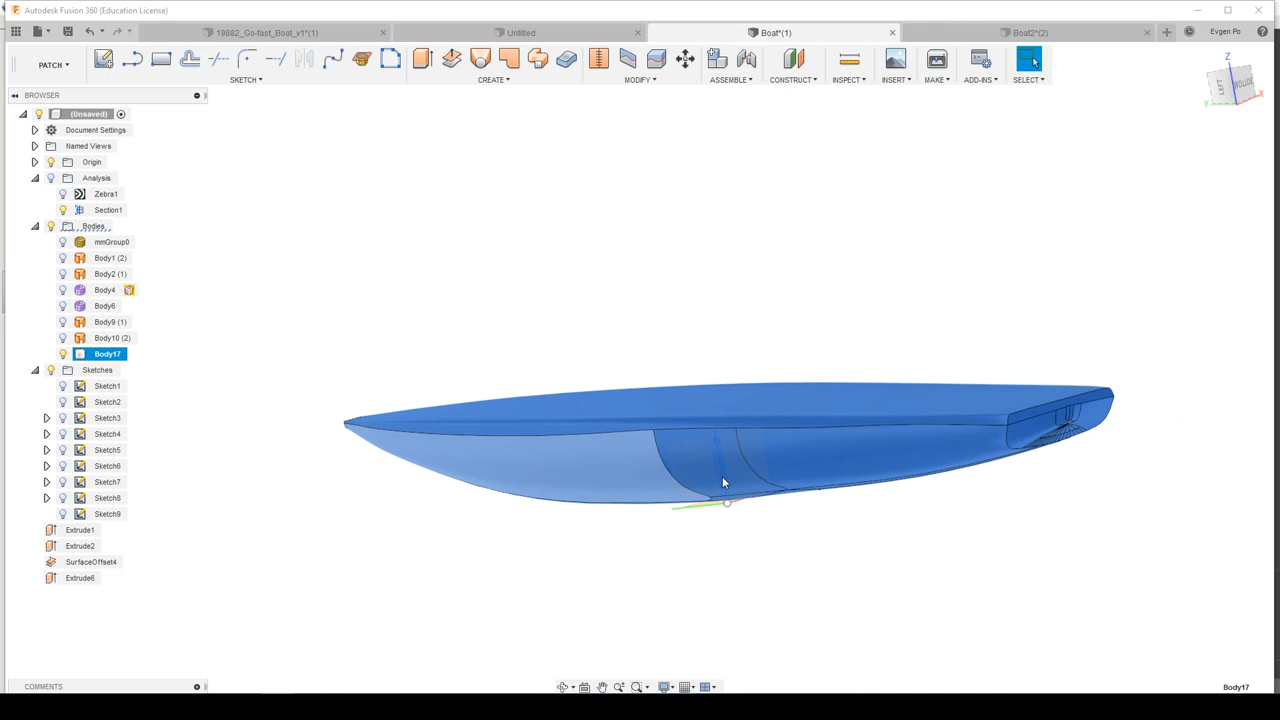 Autodesk Fusion 360 (Education License)
19882_Go-fast_Boat_v1*(1)
Untitled
Boat*(1)
Boat2*(2)
Evgen Po
PATCH
SKETCH
CREATE
MODIFY
ASSEMBLE
CONSTRUCT
INSPECT
INSERT
MAKE
ADD-INS
SELECT
BROWSER
(Unsaved)
Document Settings
Named Views
Origin
Analysis
Zebra1
Section1
Bodies
mmGroup0
Body1 (2)
Body2 (1)
Body4
Body6
Body9 (1)
Body10 (2)
Body17
Sketches
Sketch1
Sketch2
Sketch3
Sketch4
Sketch5
Sketch6
Sketch7
Sketch8
Sketch9
Extrude1
Extrude2
SurfaceOffset4
Extrude6
Z
LEFT
BOTTOM
Y
X
COMMENTS
Body17